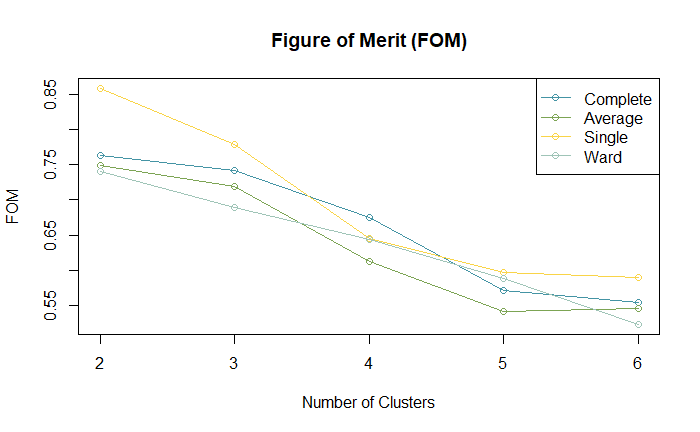 Figure of Merit (FOM)
Complete
Average
Single
Ward
FOM
0.85
0.75
0.65
0.55
2 3 4 5 6
Number of Clusters